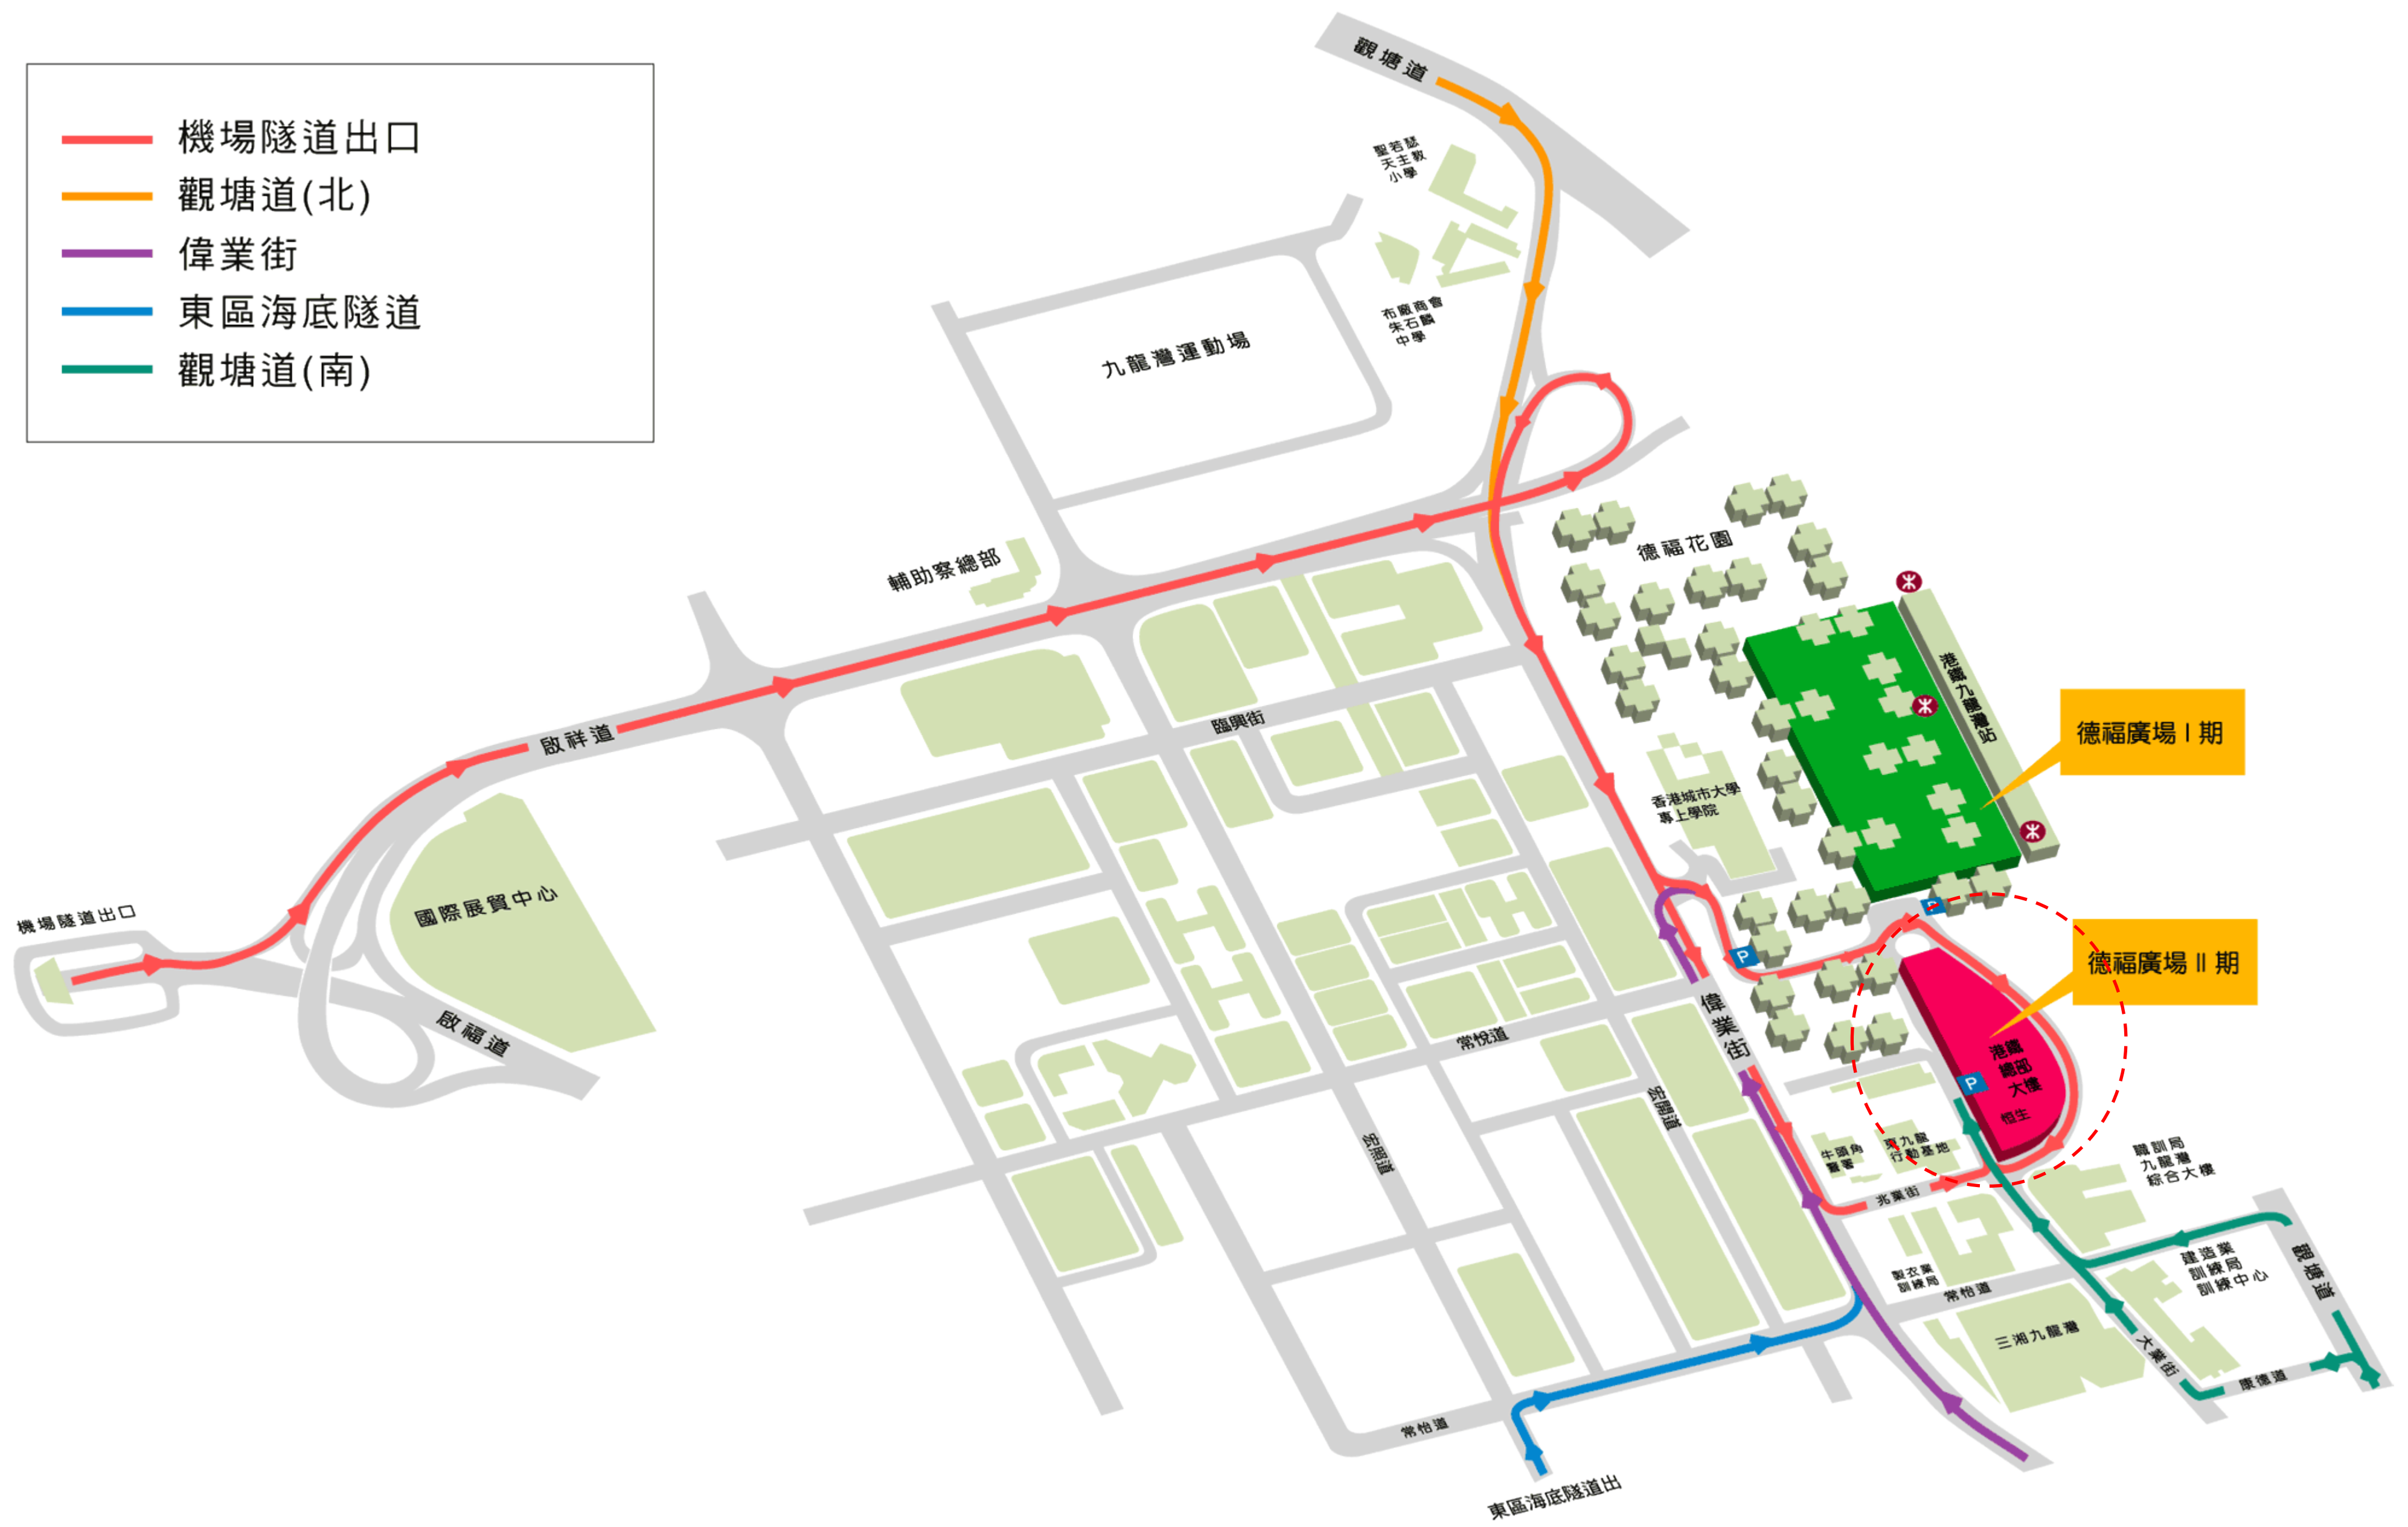 機場隧道出口
觀塘道(北)
偉業街
東區海底隧道
觀塘道(南)
觀塘道
聖若瑟
天主教
小學
布廠商會
朱石麟
中學
九龍灣運動場
輔助察總部
德福花園
港鐵九龍灣站
德福廣場 I 期
啟祥道
臨興街
香港城市大學
專上學院
國際展貿中心
機場隧道出口
啟福道
P
P
德福廣場 II 期
偉業街
常悅道
宏開道
宏照道
港鐵
總部
大樓
恒生
P
牛頭角
警署
東九龍
行動基地
兆業街
職訓局
九龍灣
綜合大樓
製衣業
訓練局
常怡道
建造業
訓練局
訓練中心
觀塘道
三湘九龍灣
大業街
康德道
常怡道
東區海底隧道出